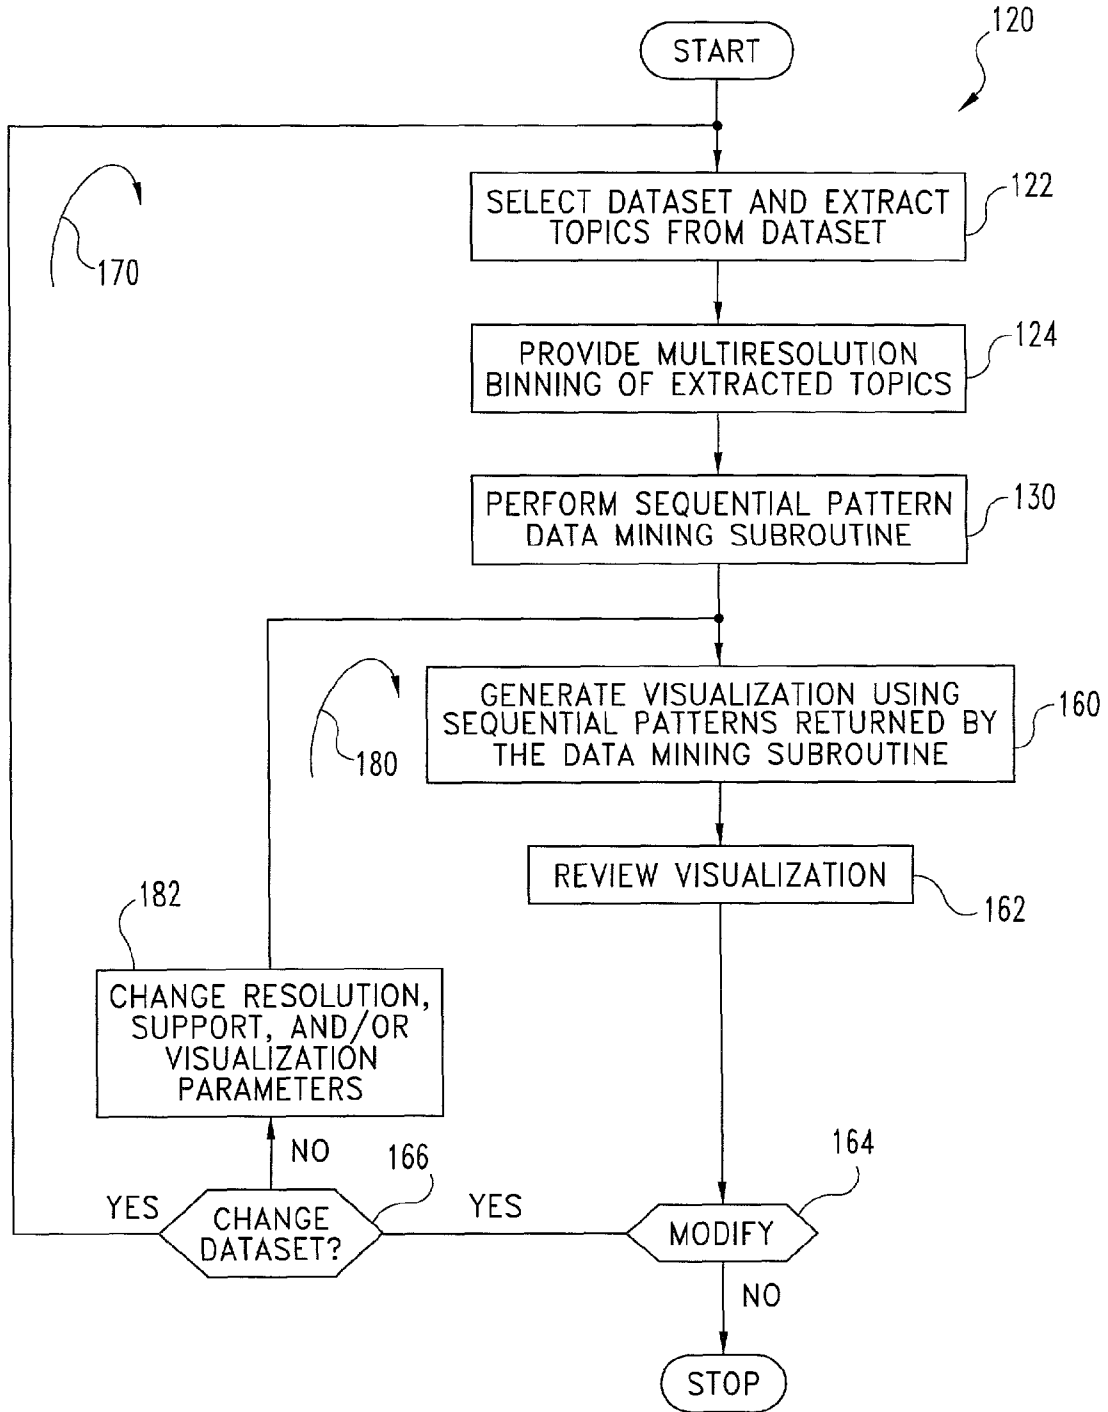 120
START
SELECT DATASET AND EXTRACT
TOPICS FROM DATASET
122
170
PROVIDE MULTIRESOLUTION
BINNING OF EXTRACTED TOPICS
124
PERFORM SEQUENTIAL PATTERN
DATA MINING SUBROUTINE
130
GENERATE VISUALIZATION USING
SEQUENTIAL PATTERNS RETURNED BY
THE DATA MINING SUBROUTINE
160
180
REVIEW VISUALIZATION
162
182
CHANGE RESOLUTION,
SUPPORT, AND/OR
VISUALIZATION
PARAMETERS
NO
166
164
YES
CHANGE
DATASET?
YES
MODIFY
NO
STOP